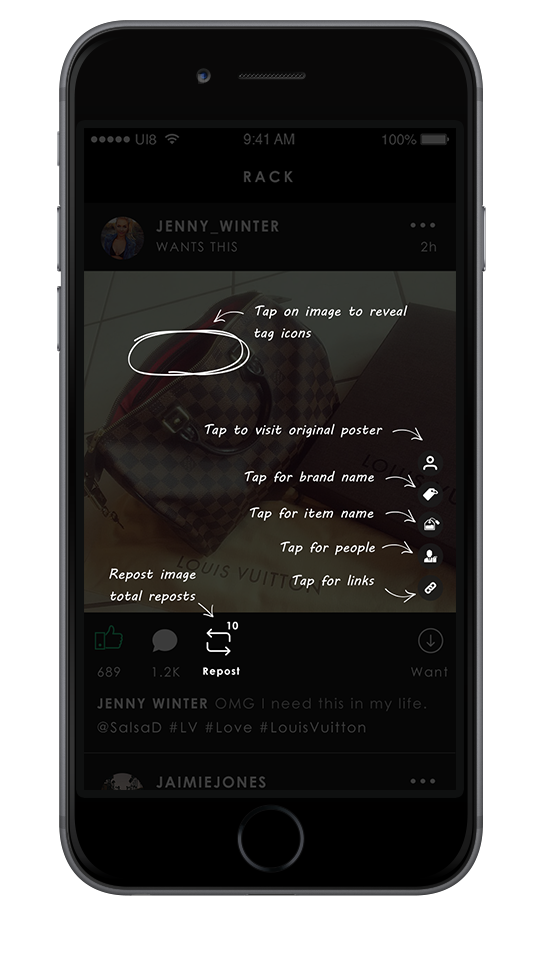 UI8 9:41 AM 100%
RACK
JENNY_WINTER
WANTS THIS 2h
Tap on image to reveal
tag icons
Tap to visit original poster
Tap for brand name
Tap for item name
Tap for people
Tap for links
LOUIS VUITTON
Repost image
total reposts
10
689 1.2K Repost Want
JENNY WINTER OMG I need this in my life.
@SalsaD #LV #Love #LouisVuitton
JAIMIEJONES